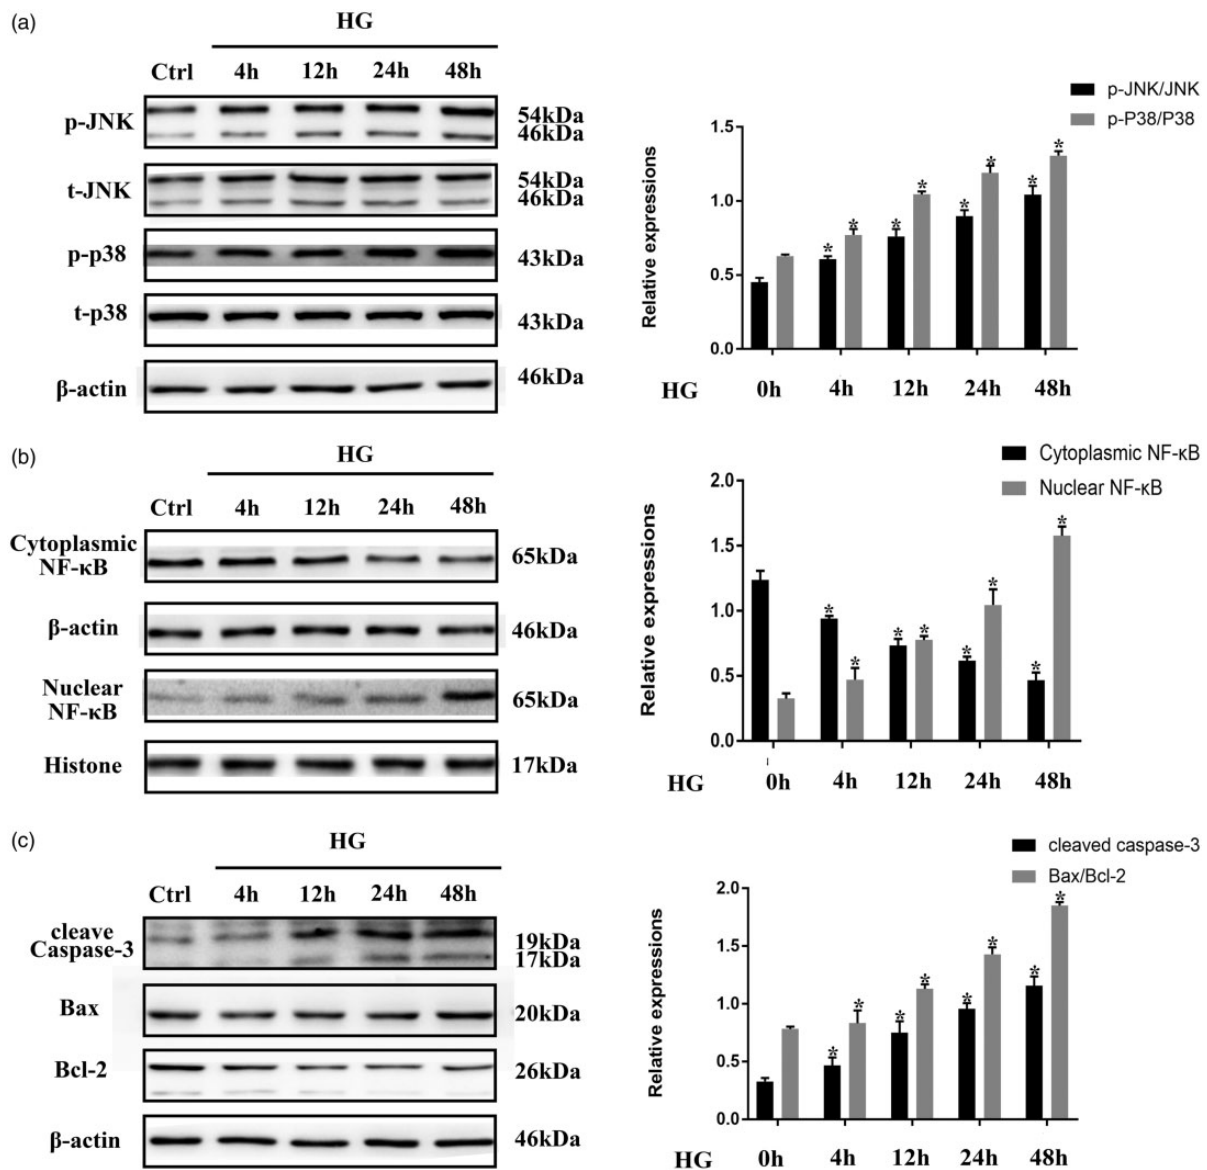 (a)
HG
Ctrl 4h 12h 24h 48h
p-JNK 54kDa
46kDa
t-JNK 54kDa
46kDa
p-p38 43kDa
t-p38 43kDa
β-actin 46kDa
p-JNK/JNK
p-P38/P38
Relative expressions
1.5
1.0
0.5
0.0
* * * * * * * *
HG 0h 4h 12h 24h 48h
(b)
HG
Ctrl 4h 12h 24h 48h
Cytoplasmic
NF-κB 65kDa
β-actin 46kDa
Nuclear
NF-κB 65kDa
Histone 17kDa
Cytoplasmic NF-κB
Nuclear NF-κB
Relative expressions
2.0
1.5
1.0
0.5
0.0
* * * * * * * *
HG 0h 4h 12h 24h 48h
(c)
HG
Ctrl 4h 12h 24h 48h
cleave
Caspase-3 19kDa
17kDa
Bax 20kDa
Bcl-2 26kDa
β-actin 46kDa
cleaved caspase-3
Bax/Bcl-2
Relative expressions
2.0
1.5
1.0
0.5
0.0
* * * * * * * *
HG 0h 4h 12h 24h 48h